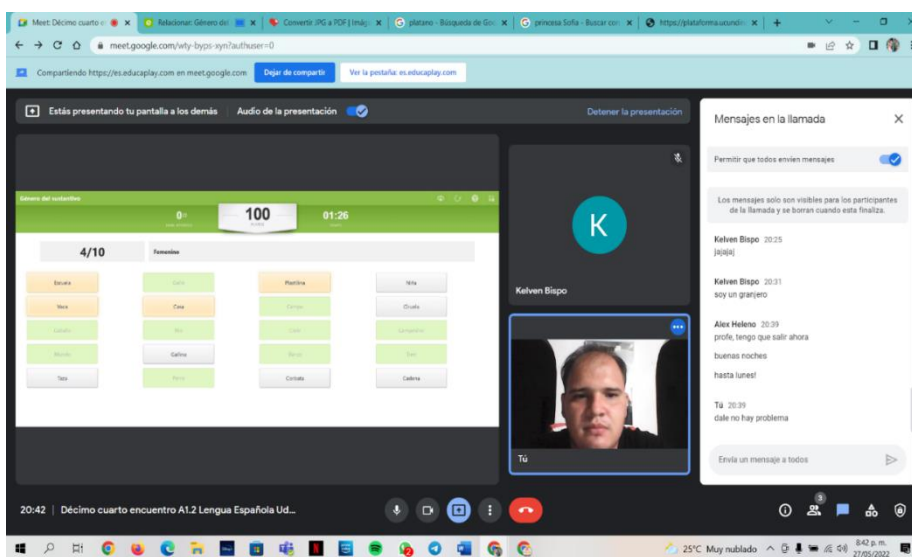 Meet: Décimo cuarto e
Relacionar: Género del
Convertir JPG a PDF | Imág
platano - Búsqueda de Goo
princesa Sofia - Buscar con
https://plataforma.ucundin
meet.google.com/wty-byps-xyn?authuser=0
Compartiendo https://es.educaplay.com en meet.google.com
Dejar de compartir
Ver la pestaña: es.educaplay.com
Estás presentando tu pantalla a los demás
Audio de la presentación
Detener la presentación
Género del sustantivo
0
100
01:26
4/10
Femenino
Escuela
Plastilina
Niña
Vaca
Casa
Ciruela
Gallina
Taza
Corbata
Cadena
K
Kelven Bispo
Tú
Mensajes en la llamada
Permitir que todos envíen mensajes
Los mensajes solo son visibles para los participantes
de la llamada y se borran cuando esta finaliza.
Kelven Bispo 20:25
jajajaj
Kelven Bispo 20:31
soy un granjero
Alex Heleno 20:39
profe, tengo que salir ahora
buenas noches
hasta lunes!
Tú 20:39
dale no hay problema
Envía un mensaje a todos
20:42 | Décimo cuarto encuentro A1.2 Lengua Española Ud...
3
25°C Muy nublado
8:42 p. m.
27/05/2022